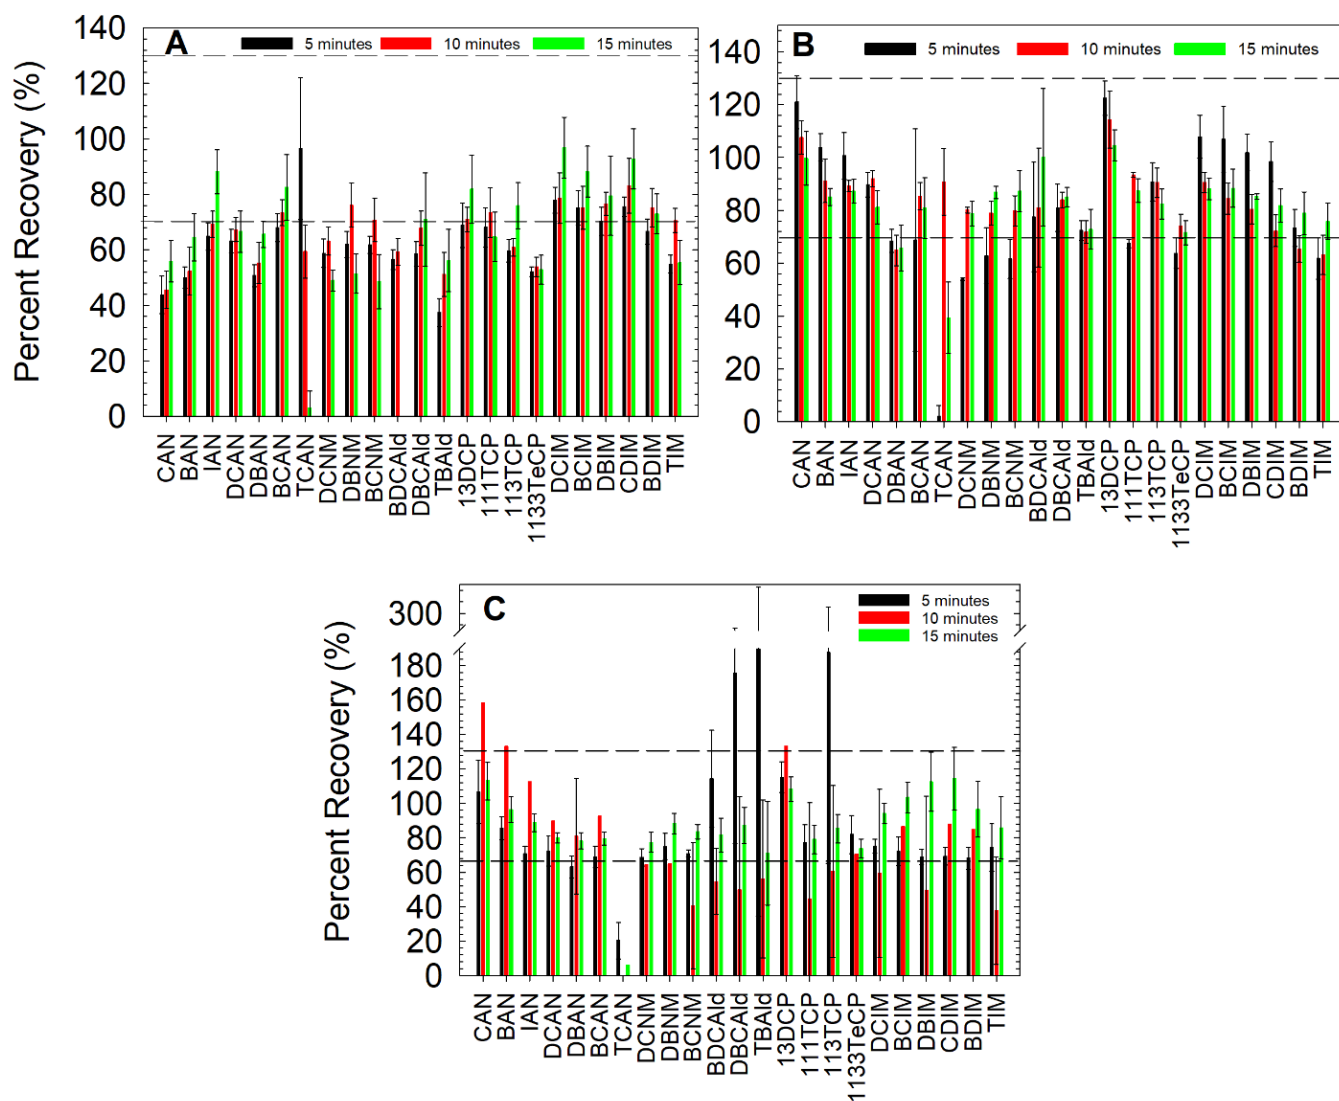 A
5 minutes 10 minutes 15 minutes
Percent Recovery (%)
140
120
100
80
60
40
20
0
CAN BAN IAN DCAN DBAN BCAN TCAN DCNM DBNM BCNM BDCAld DBCAld TBAld 13DCP 111TCP 113TCP 1133TeCP DCIM BCIM DBIM CDIM BDIM TIM
B
5 minutes 10 minutes 15 minutes
140
120
100
80
60
40
20
0
CAN BAN IAN DCAN DBAN BCAN TCAN DCNM DBNM BCNM BDCAld DBCAld TBAld 13DCP 111TCP 113TCP 1133TeCP DCIM BCIM DBIM CDIM BDIM TIM
C
5 minutes
10 minutes
15 minutes
Percent Recovery (%)
300
180
160
140
120
100
80
60
40
20
0
CAN BAN IAN DCAN DBAN BCAN TCAN DCNM DBNM BCNM BDCAld DBCAld TBAld 13DCP 111TCP 113TCP 1133TeCP DCIM BCIM DBIM CDIM BDIM TIM